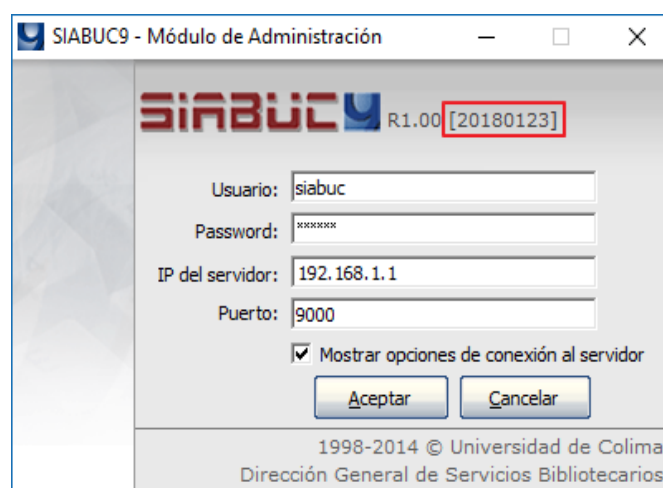 SIABUC9 - Módulo de Administración
SIABUC9 R1.00 [20180123]
Usuario: siabuc
Password: ******
IP del servidor: 192.168.1.1
Puerto: 9000
Mostrar opciones de conexión al servidor
Aceptar Cancelar
1998-2014 © Universidad de Colima
Dirección General de Servicios Bibliotecarios